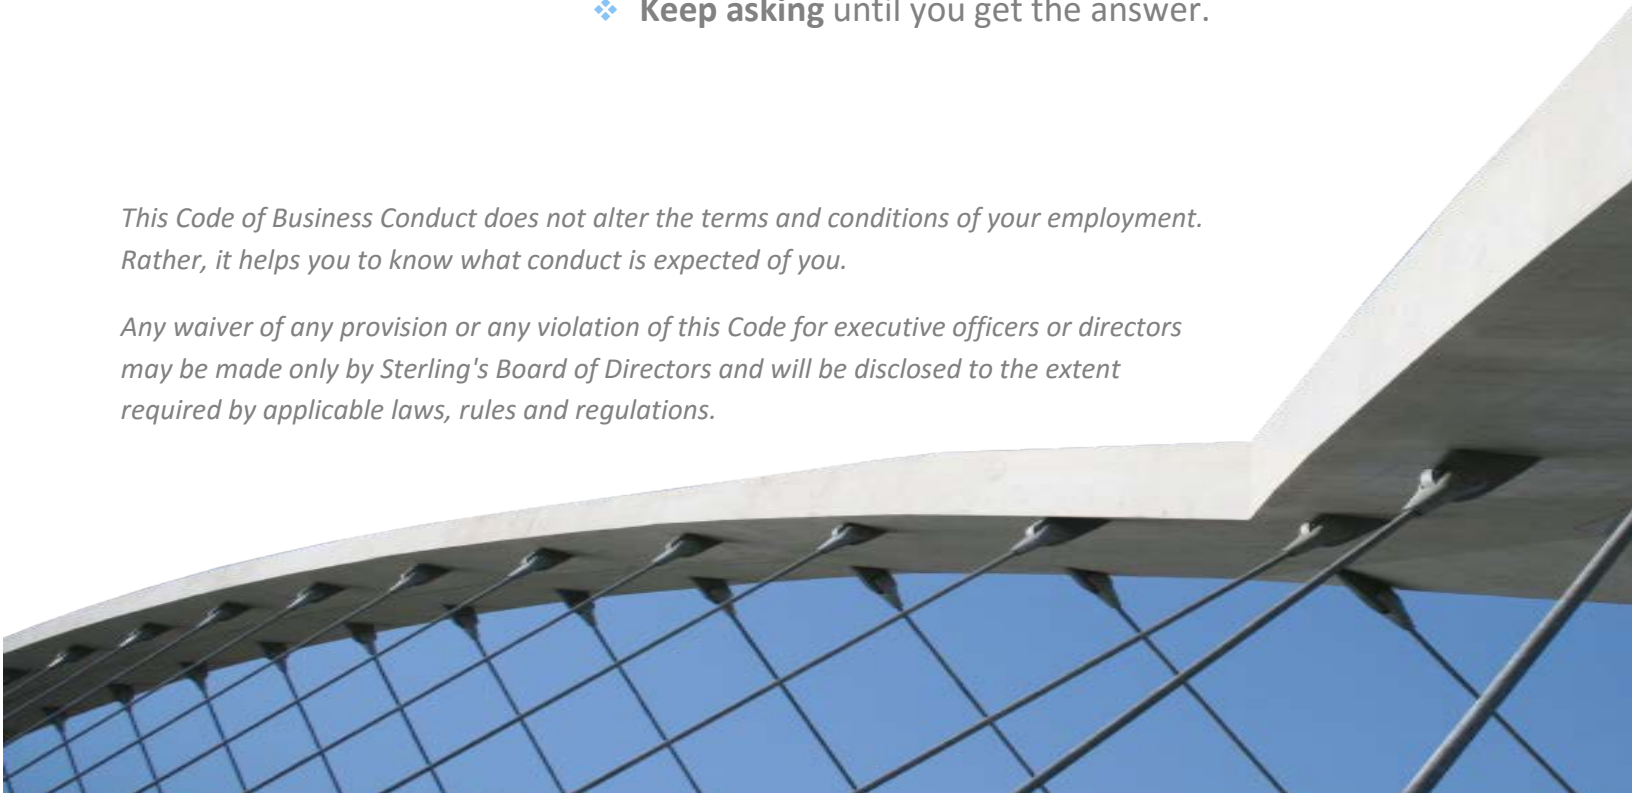 ❖ Keep asking until you get the answer.
This Code of Business Conduct does not alter the terms and conditions of your employment.
Rather, it helps you to know what conduct is expected of you.
Any waiver of any provision or any violation of this Code for executive officers or directors
may be made only by Sterling's Board of Directors and will be disclosed to the extent
required by applicable laws, rules and regulations.